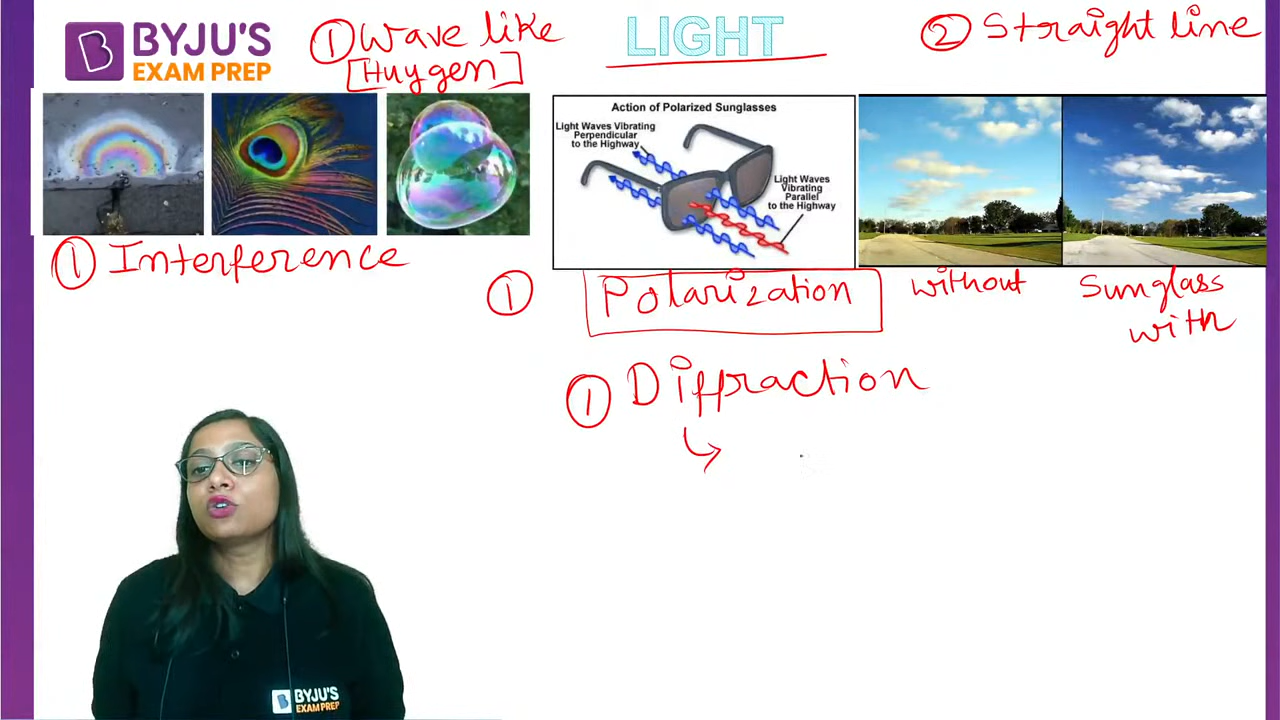 BYJU'S
EXAM PREP
① Wave like
[Huygen]
LIGHT
② Straight line
Action of Polarized Sunglasses
Light Waves Vibrating
Perpendicular
to the Highway
Light Waves
Vibrating
Parallel
to the Highway
① Interference
① Polarization
without
Sunglass
with
① Diffraction
BYJU'S
EXAM PREP